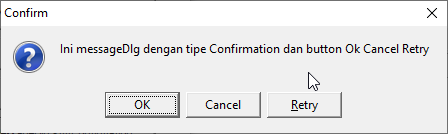 Confirm
Ini messageDlg dengan tipe Confirmation dan button Ok Cancel Retry
OK Cancel Retry